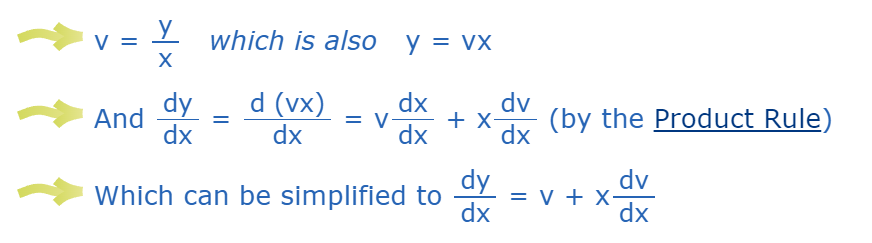 v = y/x which is also y = vx
And dy/dx = d (vx)/dx = v dx/dx + x dv/dx (by the Product Rule)
Which can be simplified to dy/dx = v + x dv/dx